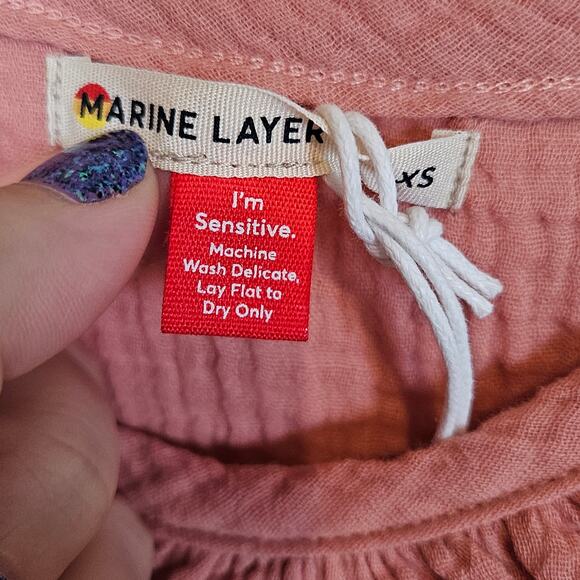 MARINE LAYER
XS
I'm
Sensitive.
Machine
Wash Delicate,
Lay Flat to
Dry Only